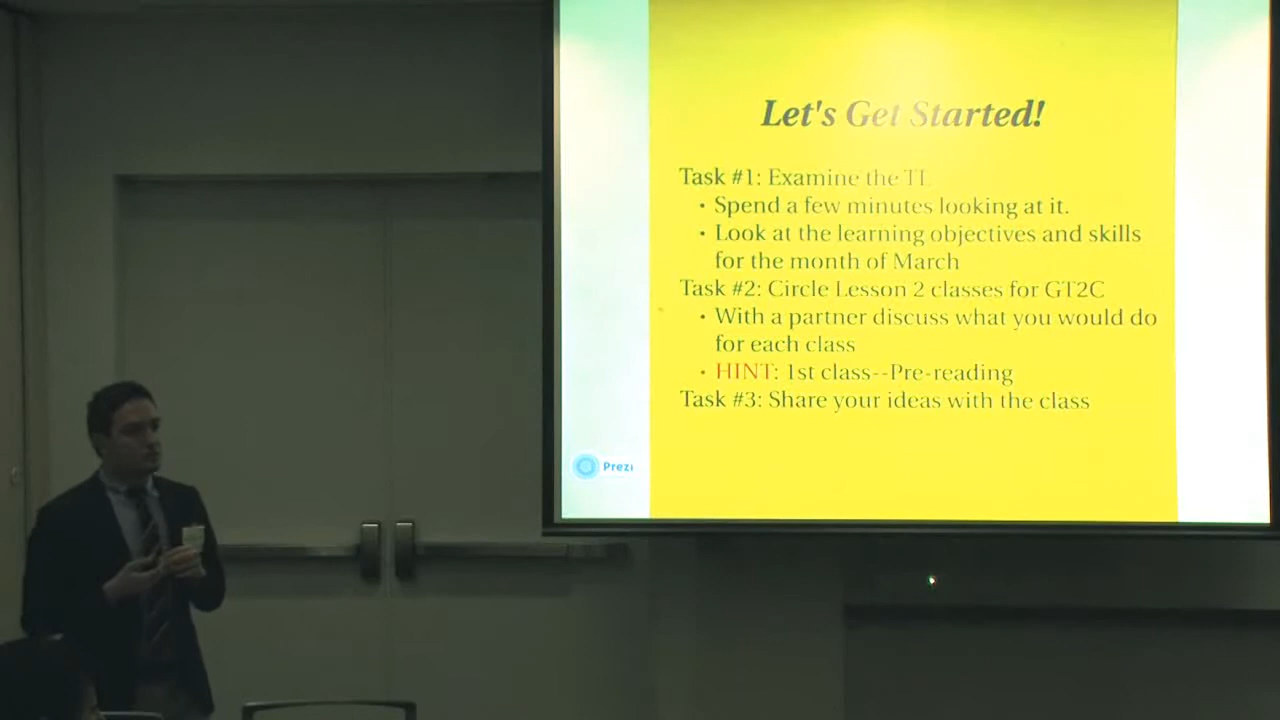 Let's Get Started!
Task #1: Examine the TL
• Spend a few minutes looking at it.
• Look at the learning objectives and skills
for the month of March
Task #2: Circle Lesson 2 classes for GT2C
• With a partner discuss what you would do
for each class
• HINT: 1st class--Pre-reading
Task #3: Share your ideas with the class
Prezi